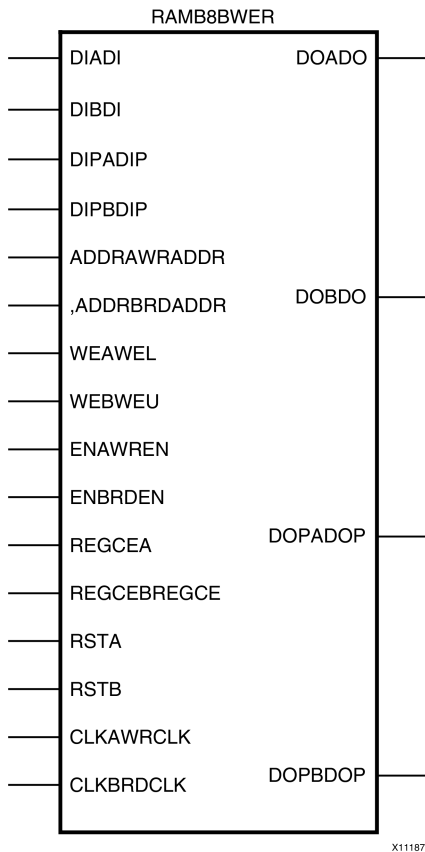 RAMB8BWER
DIADI
DOADO
DIBDI
DIPADIP
DIPBDIP
ADDRAWRADDR
,ADDRBRDADDR
DOBDO
WEAWEL
WEBWEU
ENAWREN
ENBRDEN
REGCEA
DOPADOP
REGCEBREGCE
RSTA
RSTB
CLKAWRCLK
CLKBRDCLK
DOPBDOP
X11187